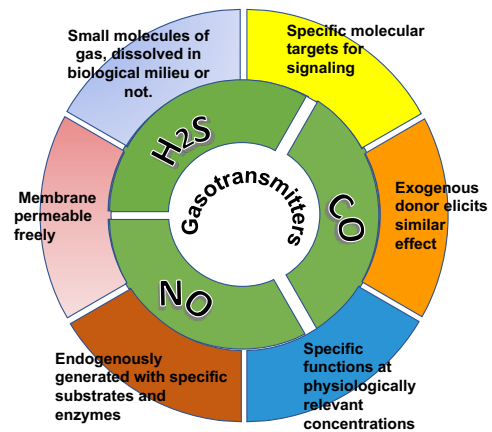 Small molecules of
gas, dissolved in
biological milieu or
not.
Specific molecular
targets for
signaling
H2S
Gasotransmitters
CO
Membrane
permeable
freely
Exogenous
donor elicits
similar
effect
NO
Endogenously
generated with specific
substrates and
enzymes
Specific
functions at
physiologically
relevant
concentrations